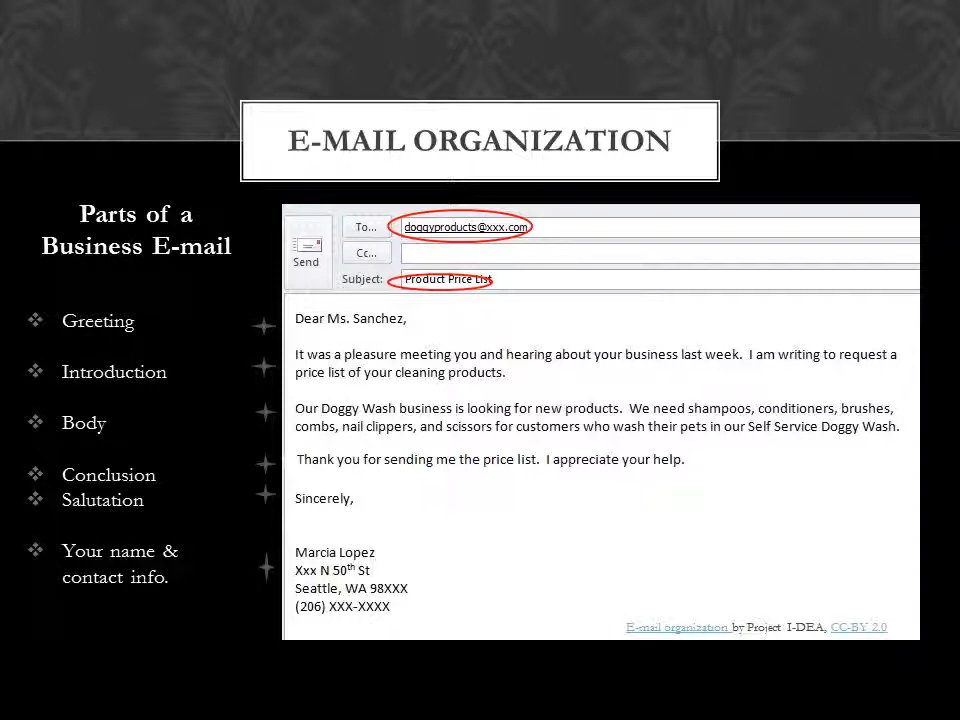 E-MAIL ORGANIZATION
Parts of a
Business E-mail
Greeting
Introduction
Body
Conclusion
Salutation
Your name &
contact info.
Send
To...
doggyproducts@xxx.com
Cc...
Subject:
Product Price List
Dear Ms. Sanchez,
It was a pleasure meeting you and hearing about your business last week.  I am writing to request a
price list of your cleaning products.
Our Doggy Wash business is looking for new products.  We need shampoos, conditioners, brushes,
combs, nail clippers, and scissors for customers who wash their pets in our Self Service Doggy Wash.
Thank you for sending me the price list.  I appreciate your help.
Sincerely,
Marcia Lopez
Xxx N 50th St
Seattle, WA 98XXX
(206) XXX-XXXX
E-mail organization by Project I-DEA, CC-BY 2.0